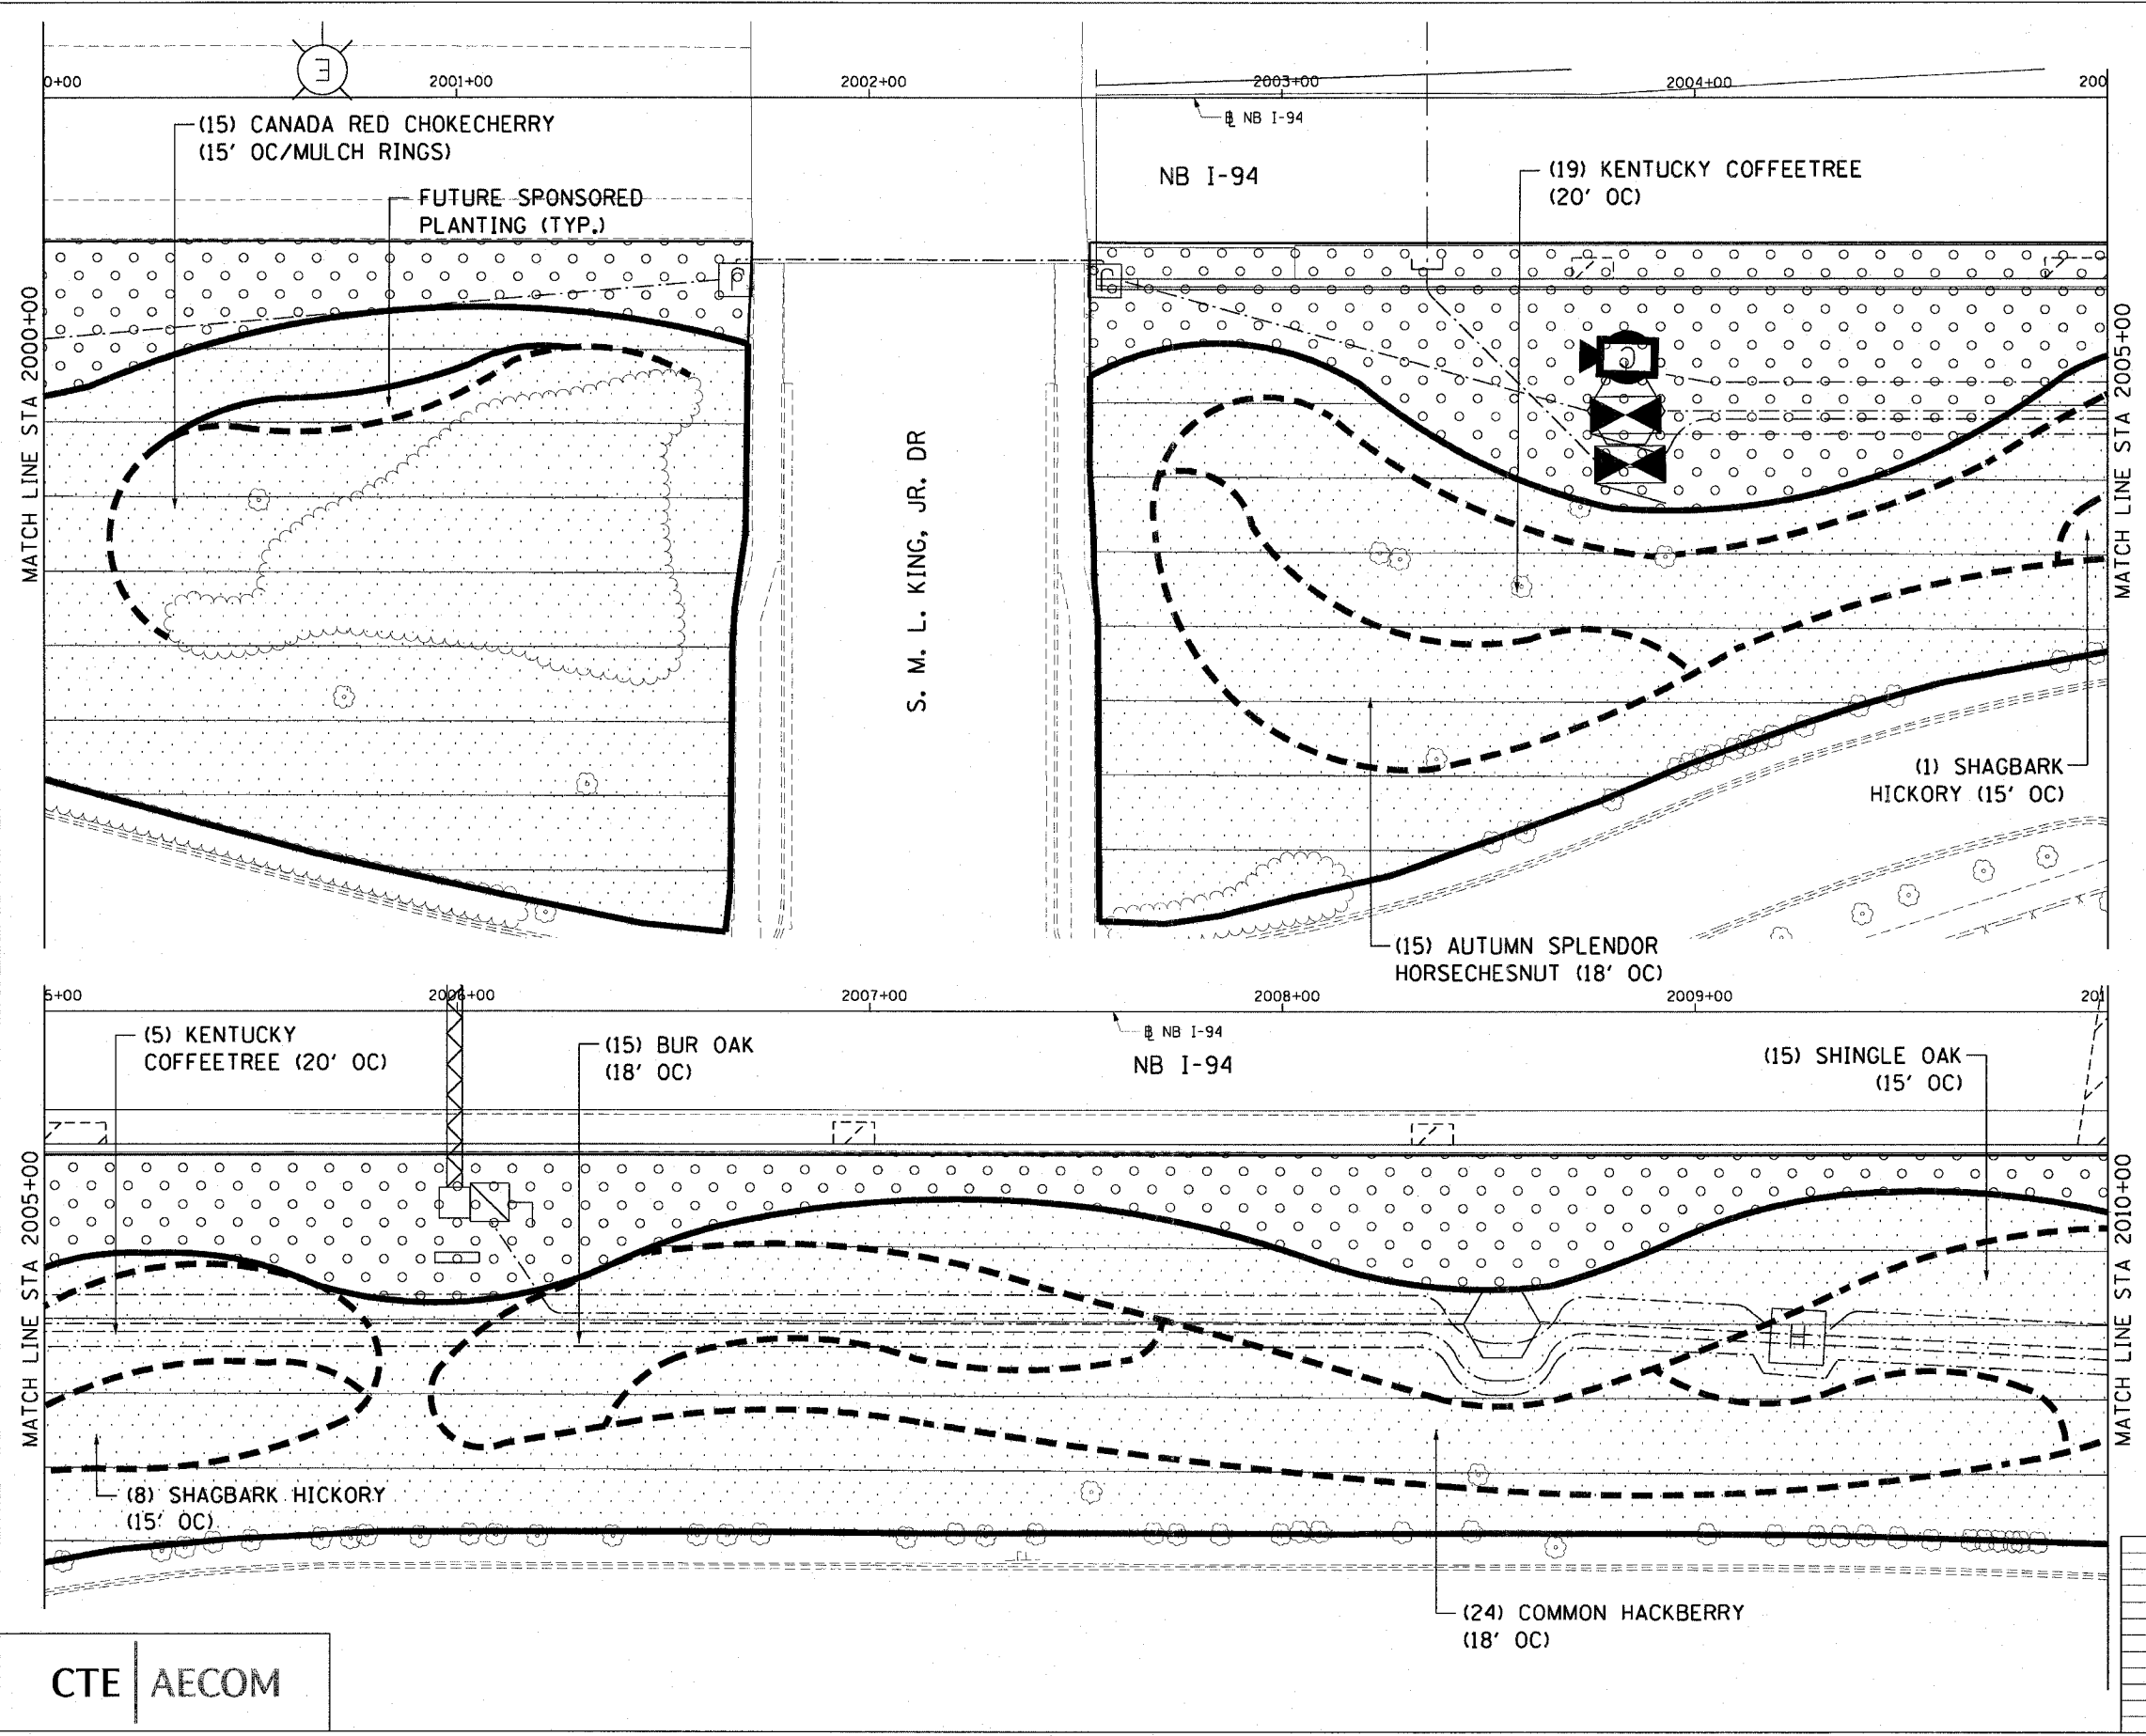 0+00
2001+00
2002+00
2003+00
2004+00
200
(15) CANADA RED CHOKECHERRY
(15' OC/MULCH RINGS)
FUTURE SPONSORED
PLANTING (TYP.)
NB I-94
NB I-94
(19) KENTUCKY COFFEETREE
(20' OC)
MATCH LINE STA 2000+00
S. M. L. KING, JR. DR
MATCH LINE STA 2005+00
(1) SHAGBARK
HICKORY (15' OC)
(15) AUTUMN SPLENDOR
HORSECHESNUT (18' OC)
5+00
2006+00
2007+00
2008+00
2009+00
201
(5) KENTUCKY
COFFEETREE (20' OC)
(15) BUR OAK
(18' OC)
NB I-94
NB I-94
(15) SHINGLE OAK
(15' OC)
MATCH LINE STA 2005+00
MATCH LINE STA 2010+00
H
(8) SHAGBARK HICKORY
(15' OC)
(24) COMMON HACKBERRY
(18' OC)
CTE | AECOM